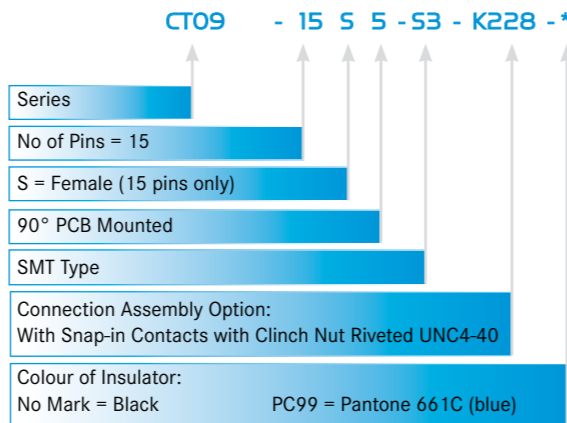 CT09 - 15 S 5 - S3 - K228 - *
Series
No of Pins = 15
S = Female (15 pins only)
90° PCB Mounted
SMT Type
Connection Assembly Option:
With Snap-in Contacts with Clinch Nut Riveted UNC4-40
Colour of Insulator:
No Mark = Black PC99 = Pantone 661C (blue)